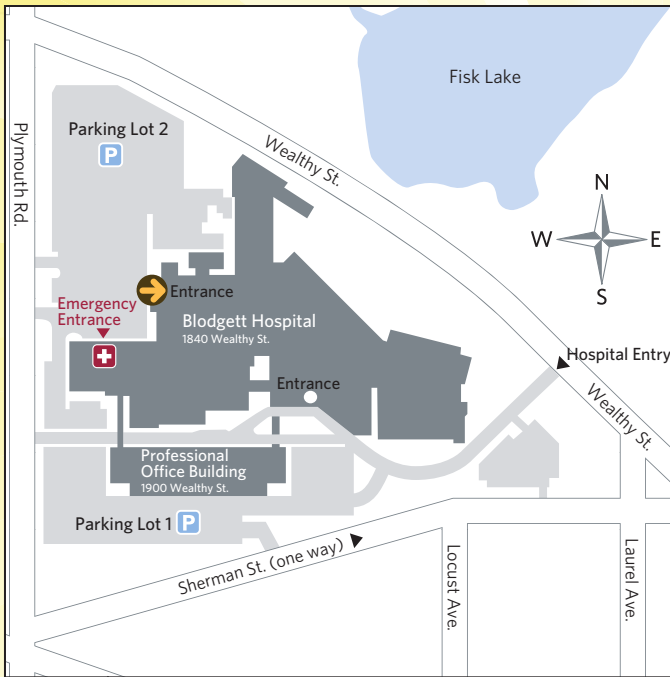 Fisk Lake
Parking Lot 2
P
Plymouth Rd.
Wealthy St.
N
W
E
S
Entrance
Emergency
Entrance
Blodgett Hospital
1840 Wealthy St.
Hospital Entry
Entrance
Wealthy St.
Professional
Office Building
1900 Wealthy St.
Parking Lot 1
P
Sherman St. (one way)
Locust Ave.
Laurel Ave.